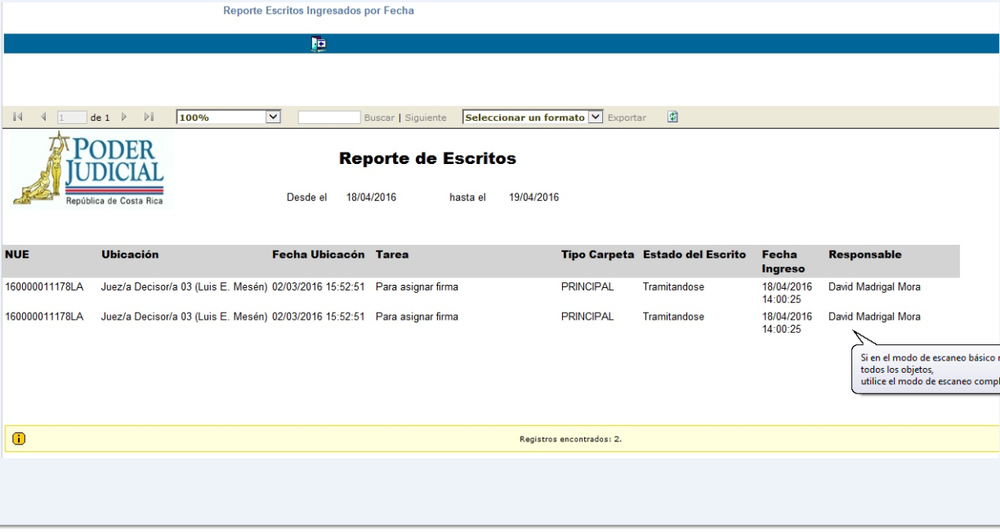 Reporte Escritos Ingresados por Fecha
1 de 1 100% Buscar | Siguiente Seleccionar un formato Exportar
PODER
JUDICIAL
República de Costa Rica
Reporte de Escritos
Desde el 18/04/2016 hasta el 19/04/2016
NUE Ubicación Fecha Ubicacón Tarea Tipo Carpeta Estado del Escrito Fecha Ingreso Responsable
160000011178LA Juez/a Decisor/a 03 (Luis E. Mesén) 02/03/2016 15:52:51 Para asignar firma PRINCIPAL Tramitandose 18/04/2016 David Madrigal Mora
14:00:25
160000011178LA Juez/a Decisor/a 03 (Luis E. Mesén) 02/03/2016 15:52:51 Para asignar firma PRINCIPAL Tramitandose 18/04/2016 David Madrigal Mora
14:00:25
Si en el modo de escaneo básico
todos los objetos,
utilice el modo de escaneo
Registros encontrados: 2.